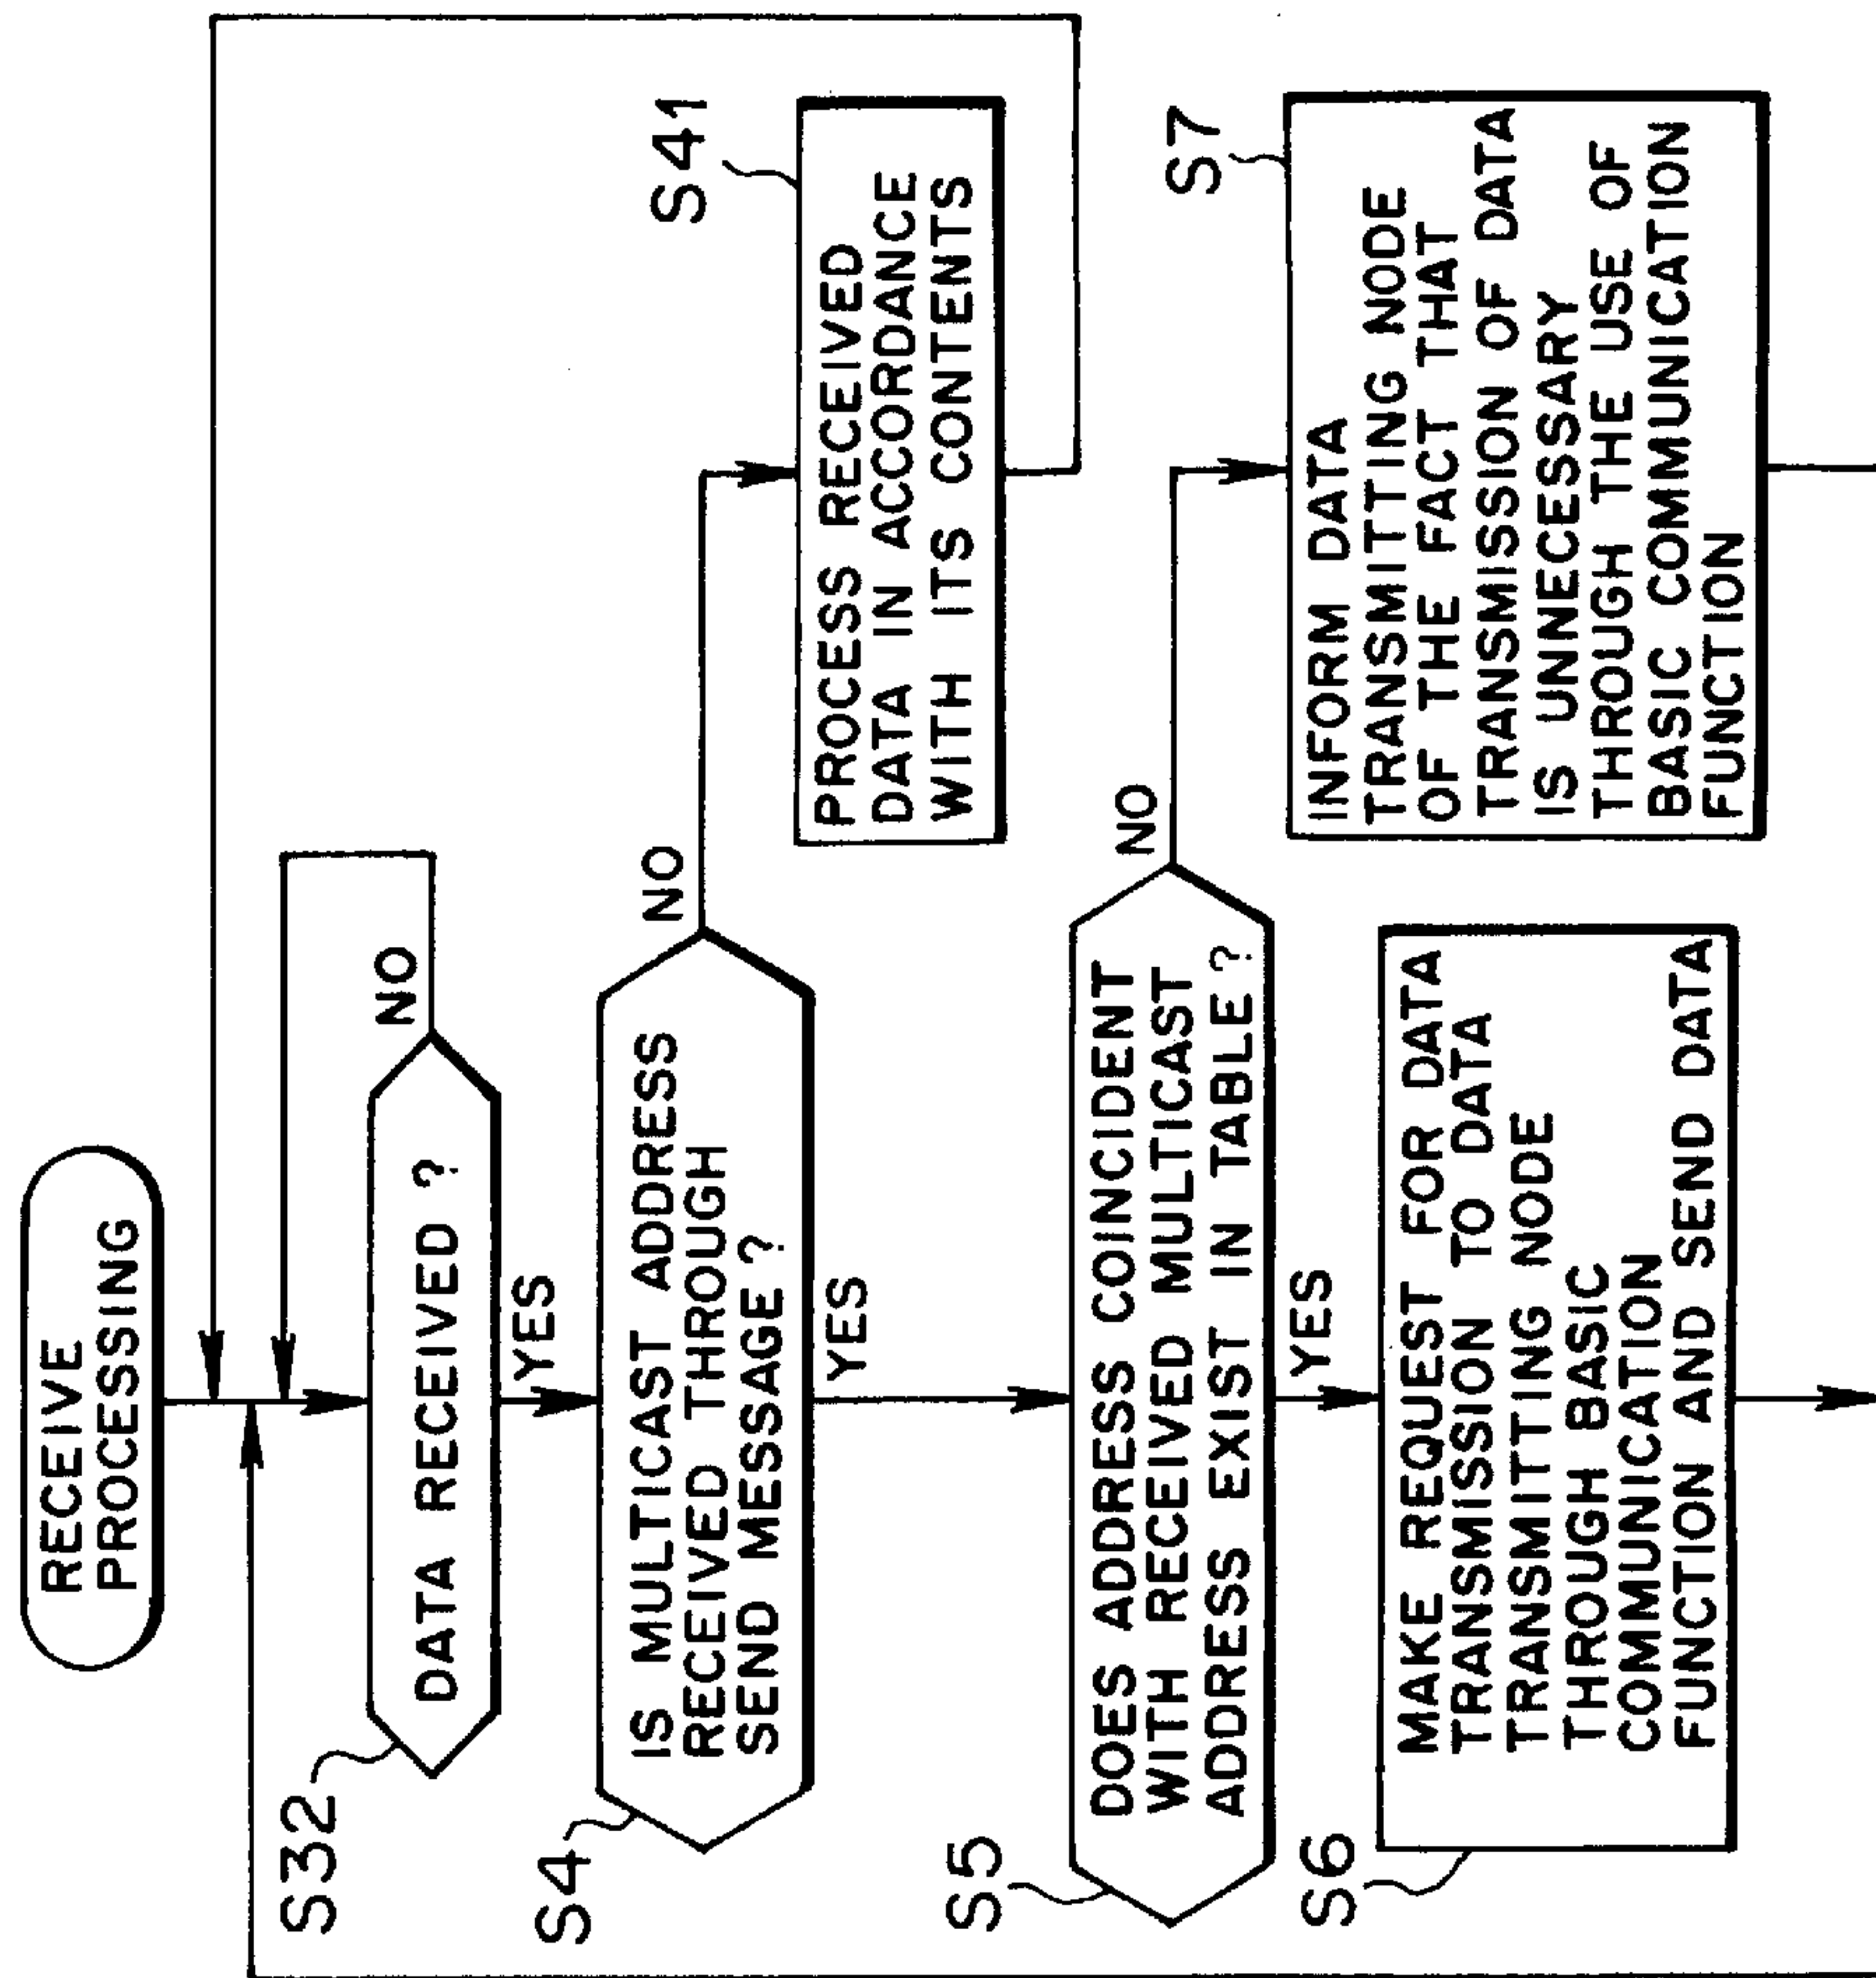 RECEIVE
PROCESSING
S32
DATA RECEIVED ?
NO
YES
S4
IS MULTICAST ADDRESS
RECEIVED THROUGH
SEND MESSAGE ?
NO
YES
S41
PROCESS RECEIVED
DATA IN ACCORDANCE
WITH ITS CONTENTS
S5
DOES ADDRESS COINCIDENT
WITH RECEIVED MULTICAST
ADDRESS EXIST IN TABLE ?
NO
YES
S6
MAKE REQUEST FOR DATA
TRANSMISSION TO DATA
TRANSMITTING NODE
THROUGH BASIC
COMMUNICATION
FUNCTION AND SEND DATA
S7
INFORM DATA
TRANSMITTING NODE
OF THE FACT THAT
TRANSMISSION OF DATA
IS UNNECESSARY
THROUGH THE USE OF
BASIC COMMUNICATION
FUNCTION